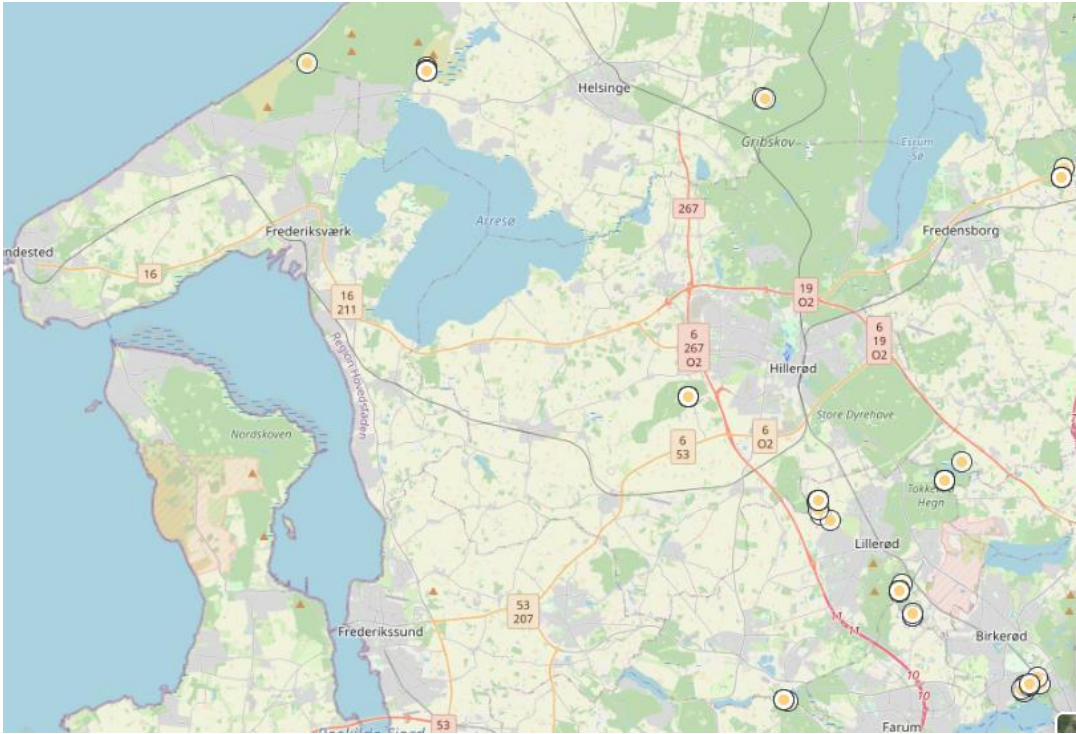 Helsinge
Gribskov
Esrum
Sø
267
Arresø
Frederiksværk
Fredensborg
16
16
211
19
O2
6
267
O2
6
19
O2
Hillerød
Region Hovedstaden
Store Dyrehave
Nordskoven
6
53
6
O2
Hegn
Lillerød
53
207
Frederikssund
Birkerød
11
11
10
10
53
Farum